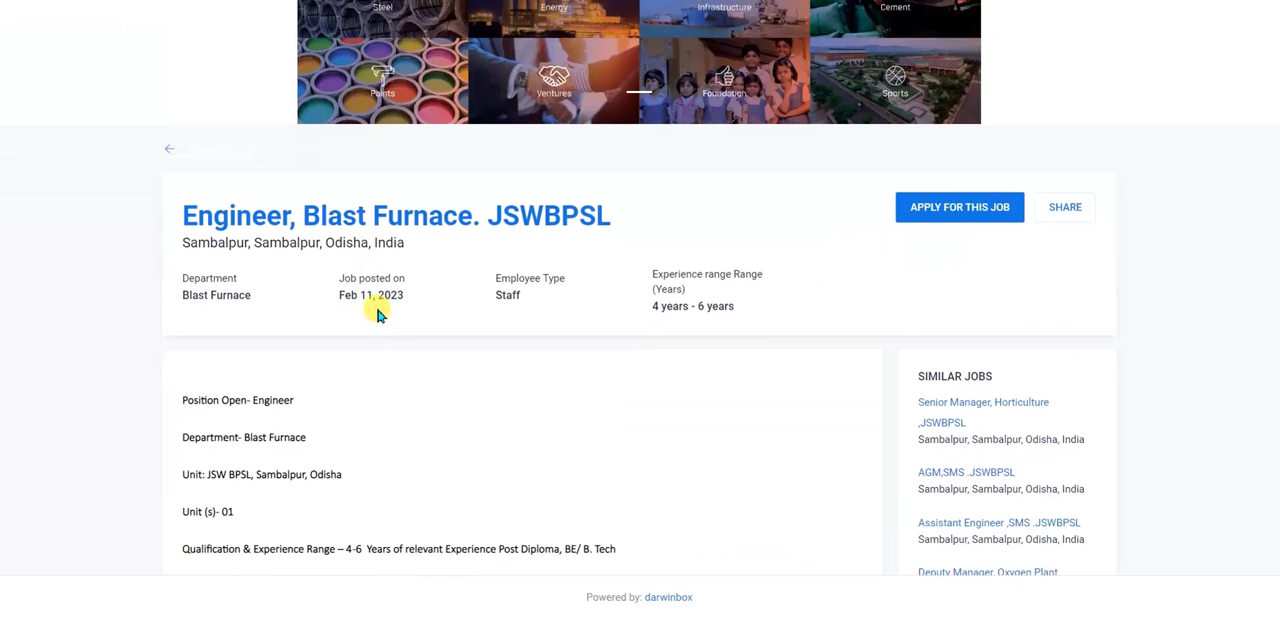 Steel
Energy
Infrastructure
Cement
Paints
Ventures
Foundation
Sports
Engineer, Blast Furnace. JSWBPSL
APPLY FOR THIS JOB
SHARE
Sambalpur, Sambalpur, Odisha, India
Department
Blast Furnace
Job posted on
Feb 11, 2023
Employee Type
Staff
Experience range Range
(Years)
4 years - 6 years
Position Open- Engineer
Department- Blast Furnace
Unit: JSW BPSL, Sambalpur, Odisha
Unit (s)- 01
Qualification & Experience Range – 4-6 Years of relevant Experience Post Diploma, BE/ B. Tech
SIMILAR JOBS
Senior Manager, Horticulture
,JSWBPSL
Sambalpur, Sambalpur, Odisha, India
AGM,SMS .JSWBPSL
Sambalpur, Sambalpur, Odisha, India
Assistant Engineer ,SMS .JSWBPSL
Sambalpur, Sambalpur, Odisha, India
Deputy Manager, Oxygen Plant,
Powered by: darwinbox